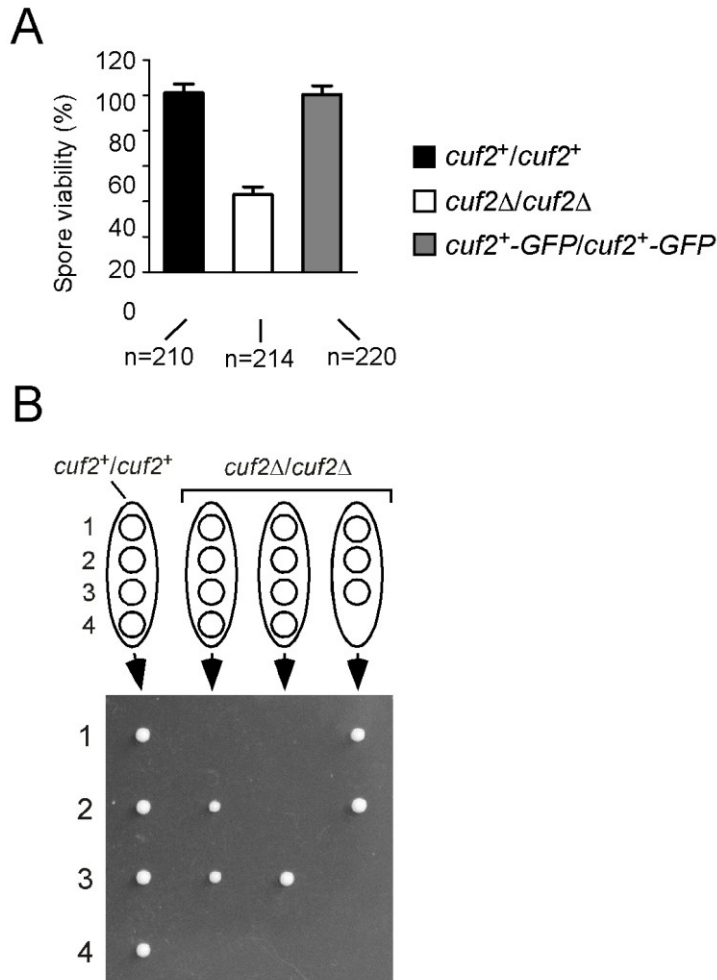 A
120
100
80
60
40
20
0
Spore viability (%)
n=210 n=214 n=220
cuf2+/cuf2+
cuf2Δ/cuf2Δ
cuf2+-GFP/cuf2+-GFP
B
cuf2+/cuf2+ cuf2Δ/cuf2Δ
1
2
3
4
1
2
3
4